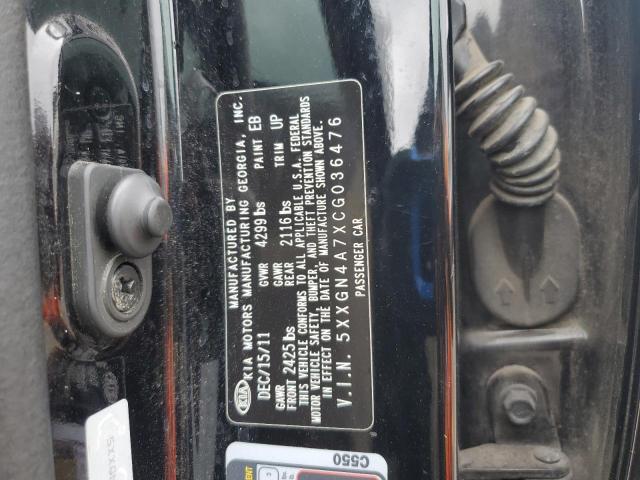 MANUFACTURED BY
KIA KIA MOTORS MANUFACTURING GEORGIA, INC.
DEC/15/11 GVWR 4299 lbs PAINT EB
GAWR FRONT 2425 lbs GAWR REAR 2116 lbs TRIM UP
THIS VEHICLE CONFORMS TO ALL APPLICABLE U.S.A. FEDERAL
MOTOR VEHICLE SAFETY, BUMPER, AND THEFT PREVENTION STANDARDS
IN EFFECT ON THE DATE OF MANUFACTURE SHOWN ABOVE.
V.I.N. 5XXGN4A7XCG036476
PASSENGER CAR
C550